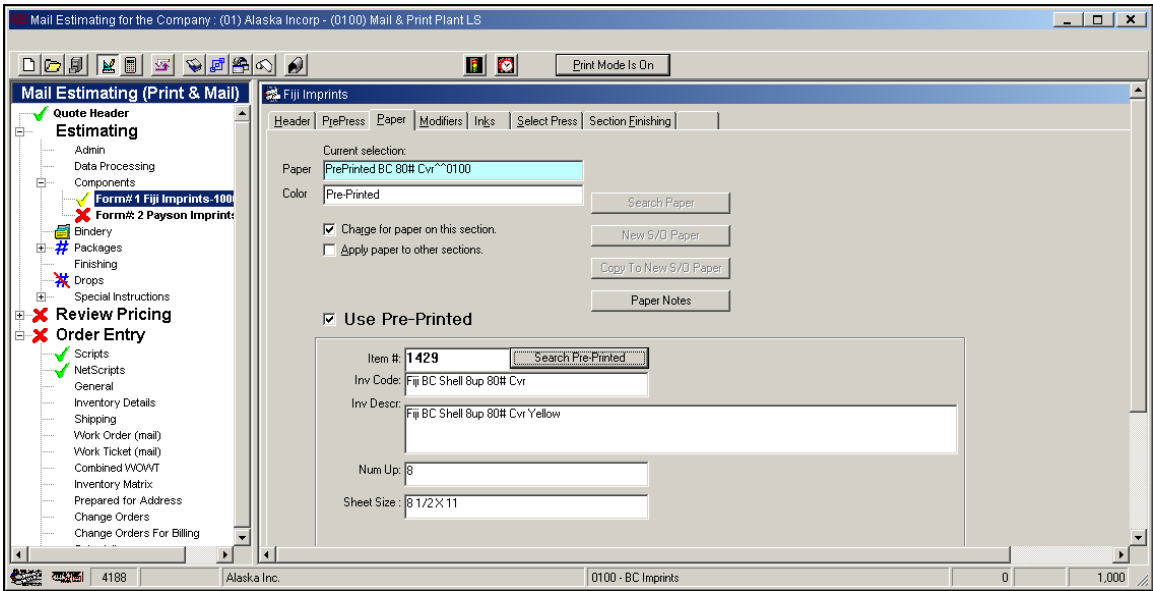 Mail Estimating for the Company : (01) Alaska Incorp - (0100) Mail & Print Plant LS
Print Mode Is On
Mail Estimating (Print & Mail)
Quote Header
Estimating
Admin
Data Processing
Components
Form# 1 Fiji Imprints-100
Form# 2 Payson Imprints
Bindery
Packages
Finishing
Drops
Special Instructions
Review Pricing
Order Entry
Scripts
NetScripts
General
Inventory Details
Shipping
Work Order (mail)
Work Ticket (mail)
Combined WOWT
Inventory Matrix
Prepared for Address
Change Orders
Change Orders For Billing
Fiji Imprints
Header PrePress Paper Modifiers Inks Select Press Section Finishing
Current selection:
Paper PrePrinted BC 80# Cvr^^0100
Color Pre-Printed
Search Paper
Charge for paper on this section.
New S/O Paper
Apply paper to other sections.
Copy To New S/O Paper
Paper Notes
Use Pre-Printed
Item #: 1429 Search Pre-Printed
Inv Code: Fiji BC Shell 8up 80# Cvr
Inv Descr: Fiji BC Shell 8up 80# Cvr Yellow
Num Up: 8
Sheet Size : 8 1/2 X 11
4188 Alaska Inc. 0100 - BC Imprints 0 1,000